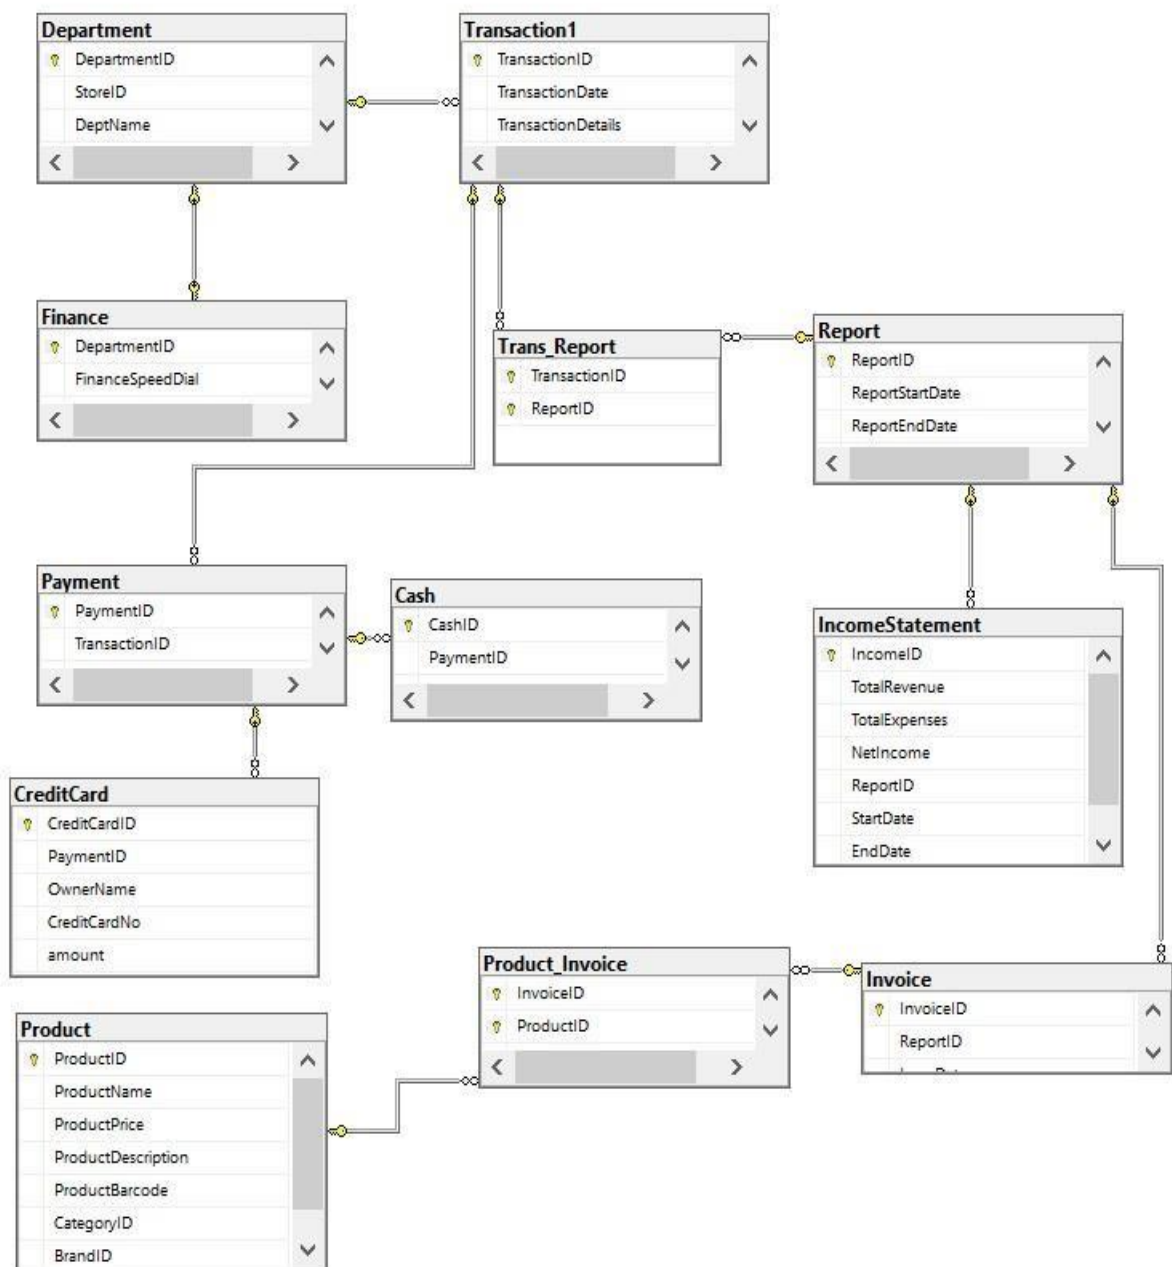 Department
DepartmentID
StoreID
DeptName
Transaction1
TransactionID
TransactionDate
TransactionDetails
Finance
DepartmentID
FinanceSpeedDial
Trans_Report
TransactionID
ReportID
Report
ReportID
ReportStartDate
ReportEndDate
Payment
PaymentID
TransactionID
Cash
CashID
PaymentID
IncomeStatement
IncomeID
TotalRevenue
TotalExpenses
NetIncome
ReportID
StartDate
EndDate
CreditCard
CreditCardID
PaymentID
OwnerName
CreditCardNo
amount
Product_Invoice
InvoiceID
ProductID
Invoice
InvoiceID
ReportID
Product
ProductID
ProductName
ProductPrice
ProductDescription
ProductBarcode
CategoryID
BrandID